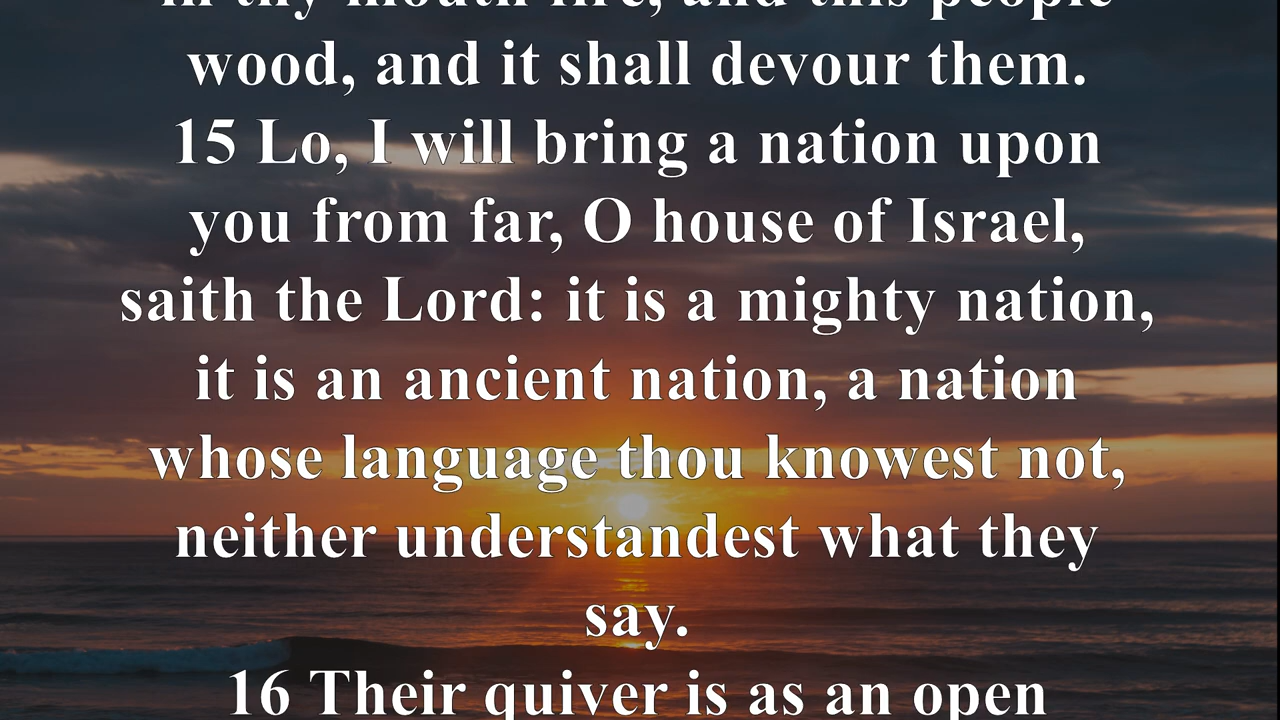 in thy mouth fire, and this people
wood, and it shall devour them.
15 Lo, I will bring a nation upon
you from far, O house of Israel,
saith the Lord: it is a mighty nation,
it is an ancient nation, a nation
whose language thou knowest not,
neither understandest what they
say.
16 Their quiver is as an open